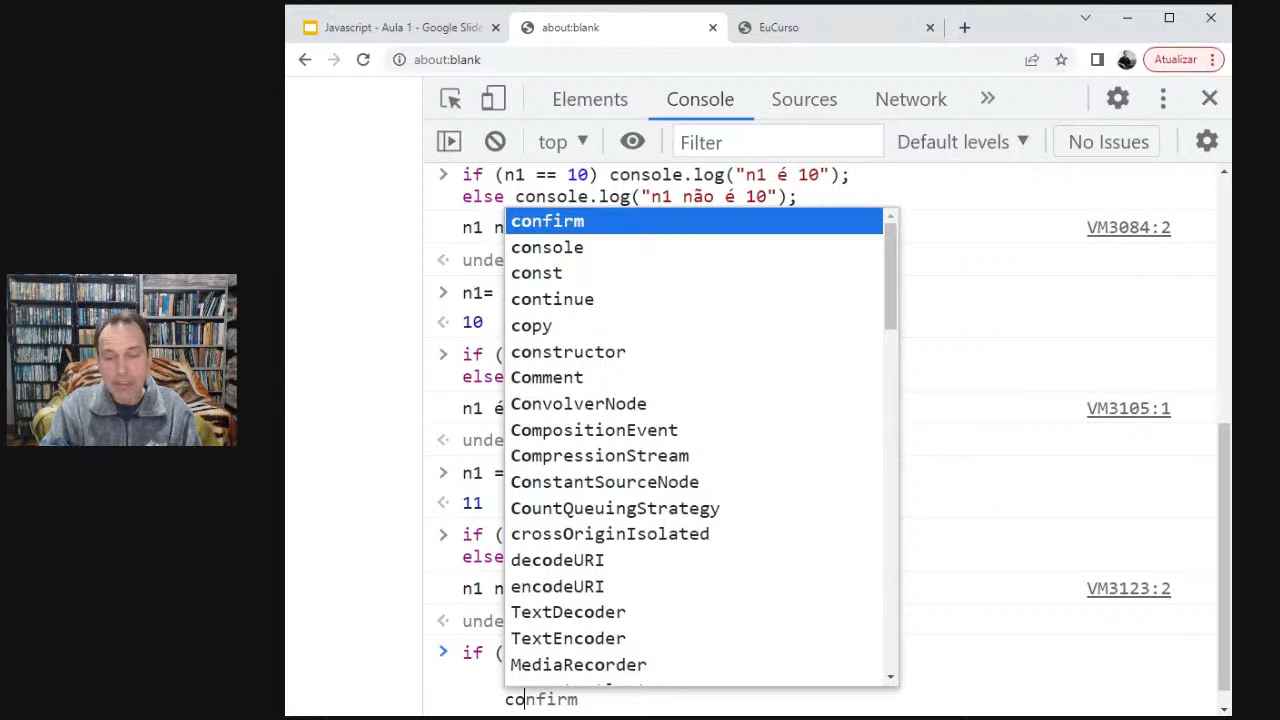 Javascript - Aula 1 - Google Slide
about:blank
EuCurso
about:blank
Atualizar
Elements
Console
Sources
Network
top
Filter
Default levels
No Issues
if (n1 == 10) console.log("n1 é 10");
else console.log("n1 não é 10");
n1 n
VM3084:2
unde
n1=
10
if (
else
n1 é
VM3105:1
unde
n1 =
11
if (
else
n1 n
VM3123:2
unde
if (
confirm
console
const
continue
copy
constructor
Comment
ConvolverNode
CompositionEvent
CompressionStream
ConstantSourceNode
CountQueuingStrategy
crossOriginIsolated
decodeURI
encodeURI
TextDecoder
TextEncoder
MediaRecorder
confirm